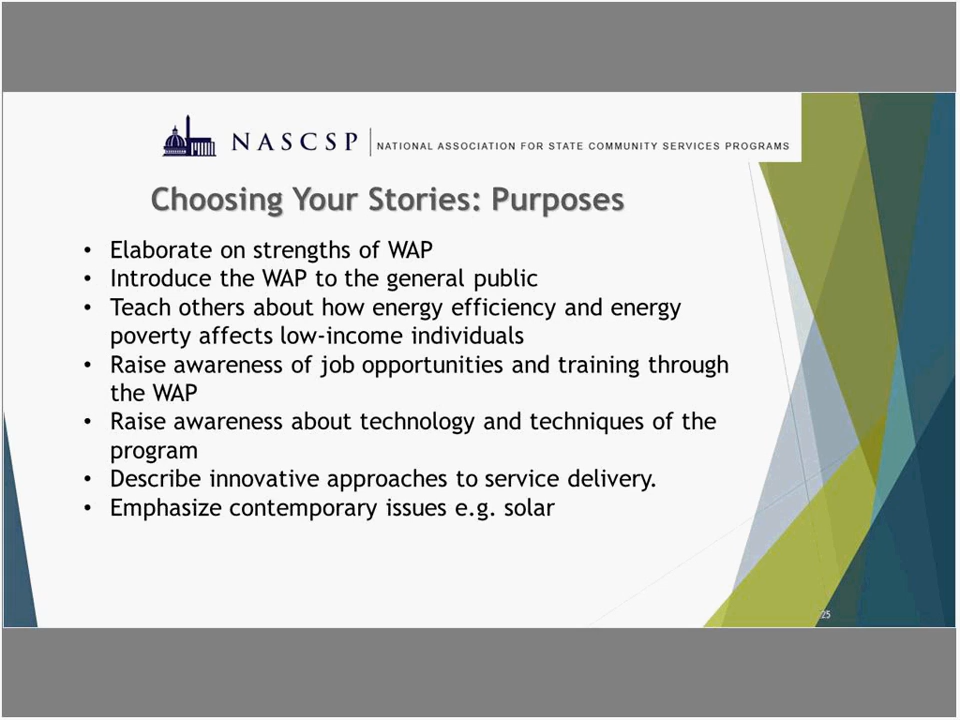 NASCSP NATIONAL ASSOCIATION FOR STATE COMMUNITY SERVICES PROGRAMS
Choosing Your Stories: Purposes
• Elaborate on strengths of WAP
• Introduce the WAP to the general public
• Teach others about how energy efficiency and energy
poverty affects low-income individuals
• Raise awareness of job opportunities and training through
the WAP
• Raise awareness about technology and techniques of the
program
• Describe innovative approaches to service delivery.
• Emphasize contemporary issues e.g. solar
25